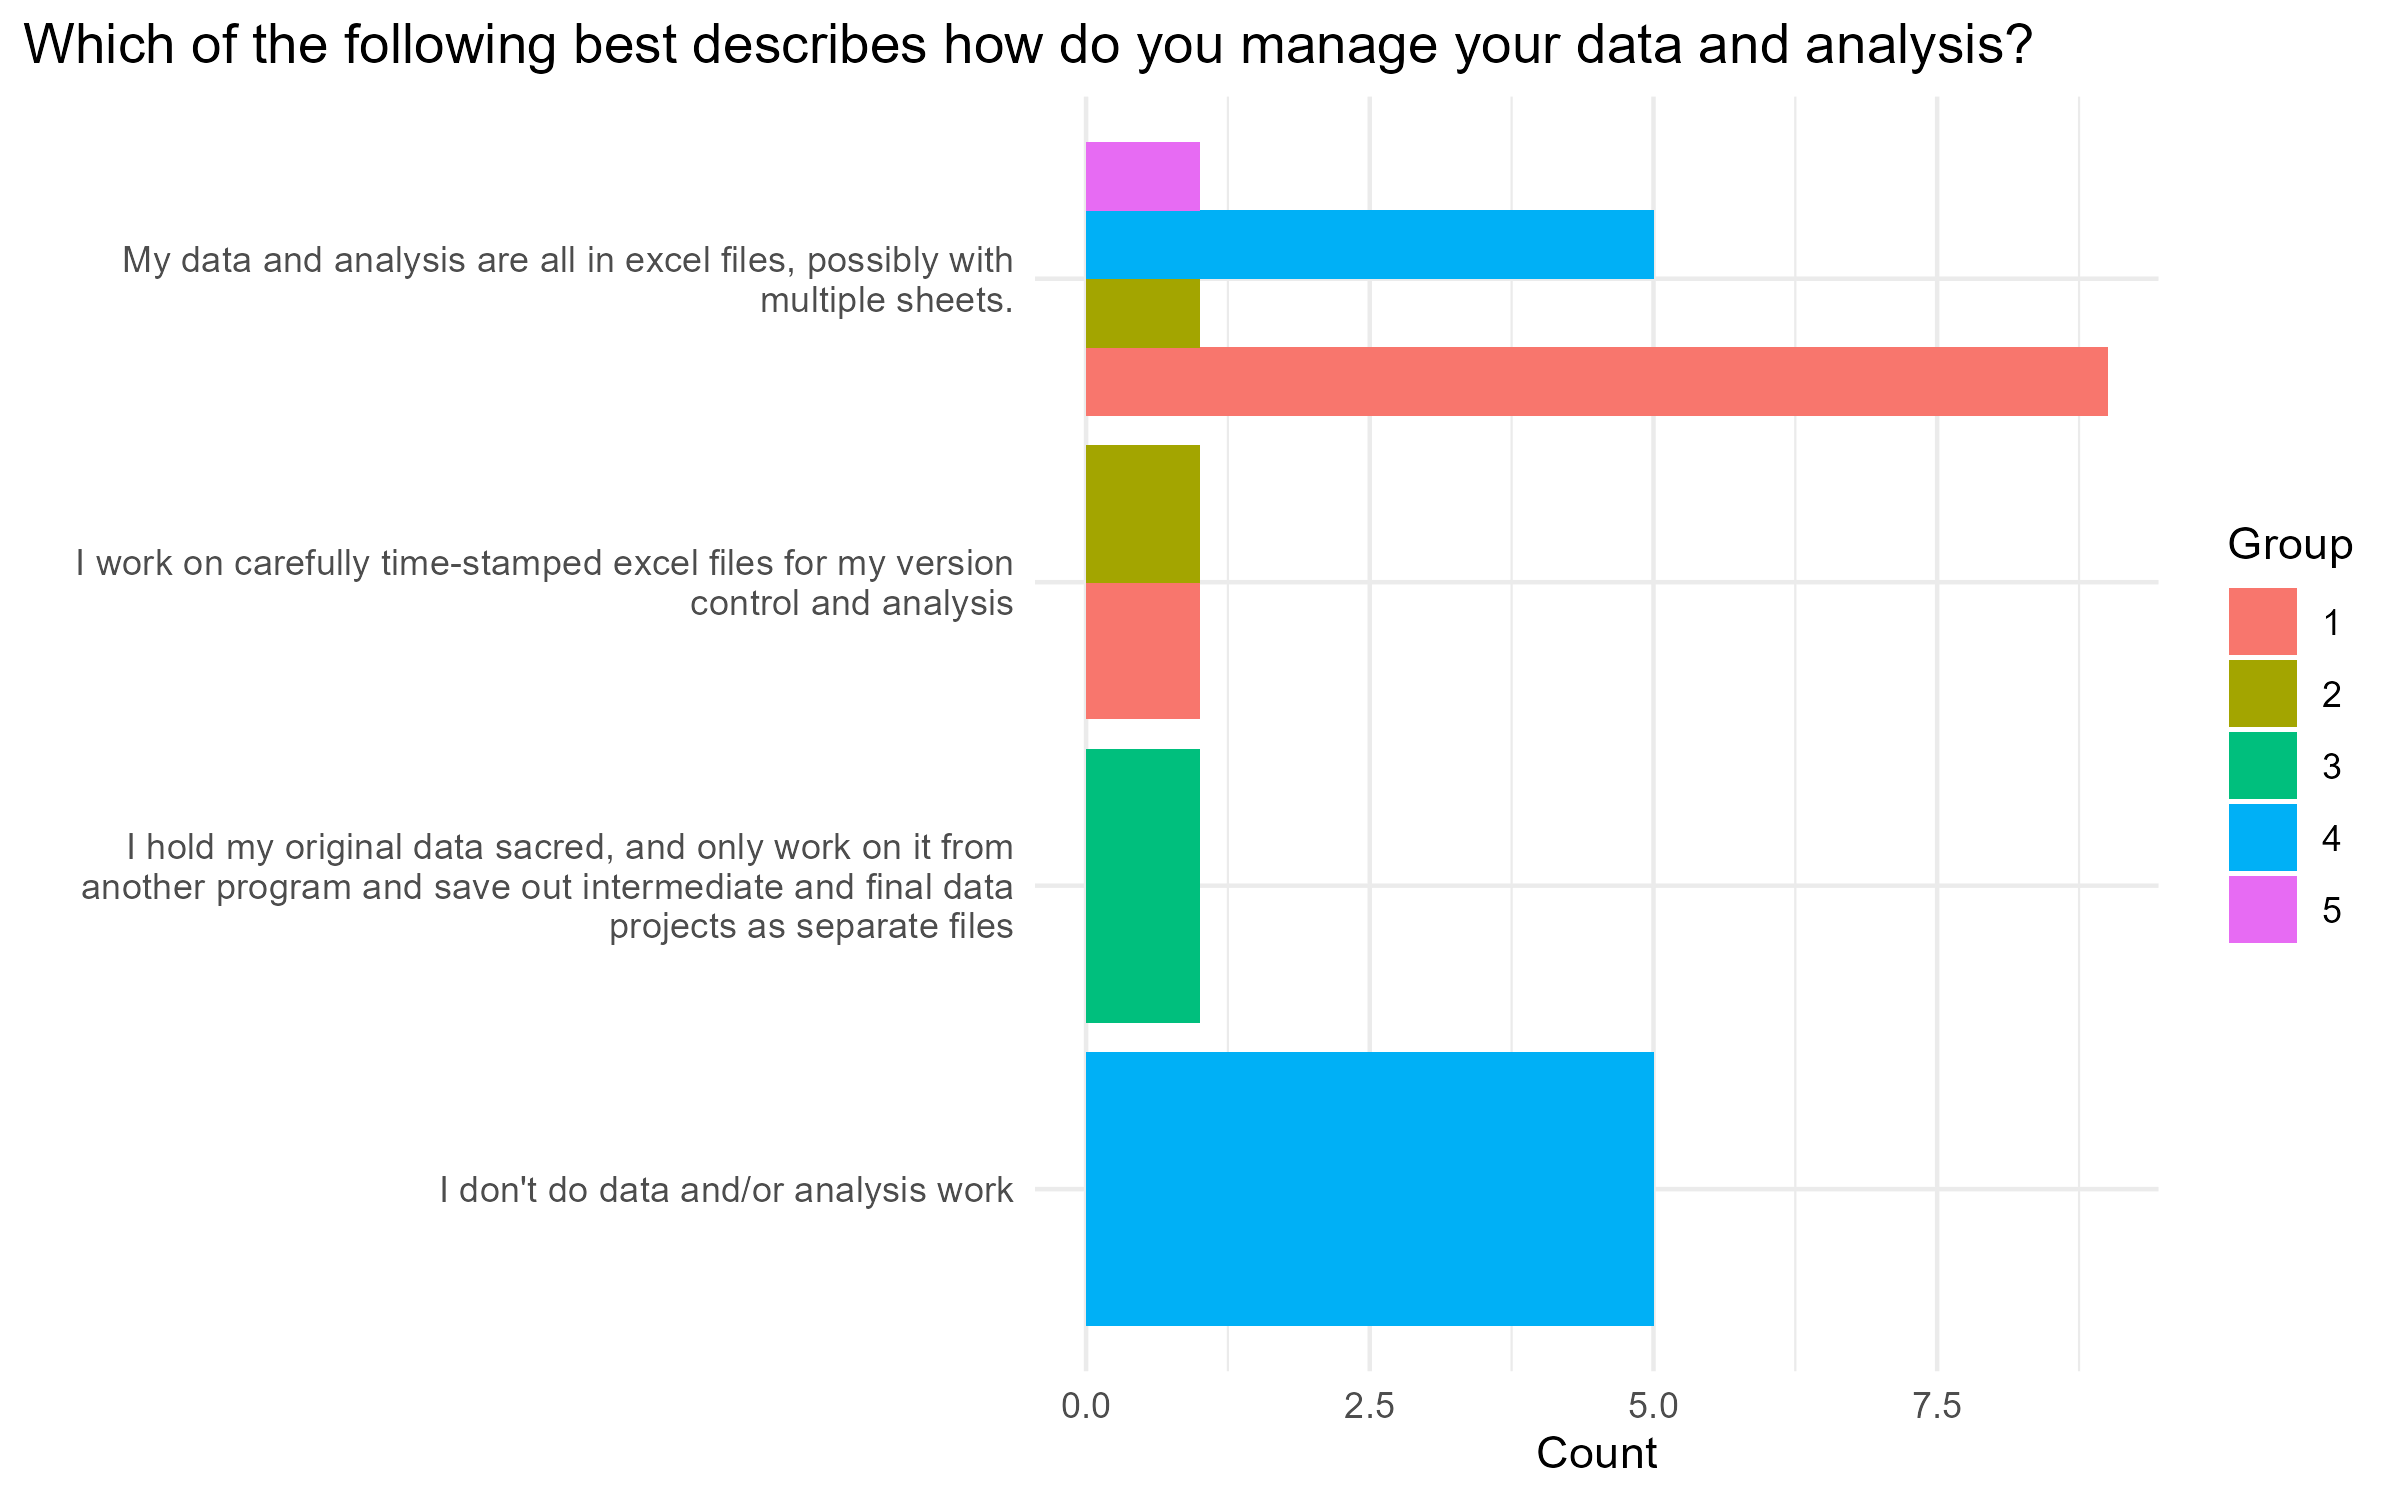 Which of the following best describes how do you manage your data and analysis?
My data and analysis are all in excel files, possibly with
multiple sheets.
I work on carefully time-stamped excel files for my version
control and analysis
I hold my original data sacred, and only work on it from
another program and save out intermediate and final data
projects as separate files
I don't do data and/or analysis work
0.0
2.5
5.0
7.5
Count
Group
1
2
3
4
5